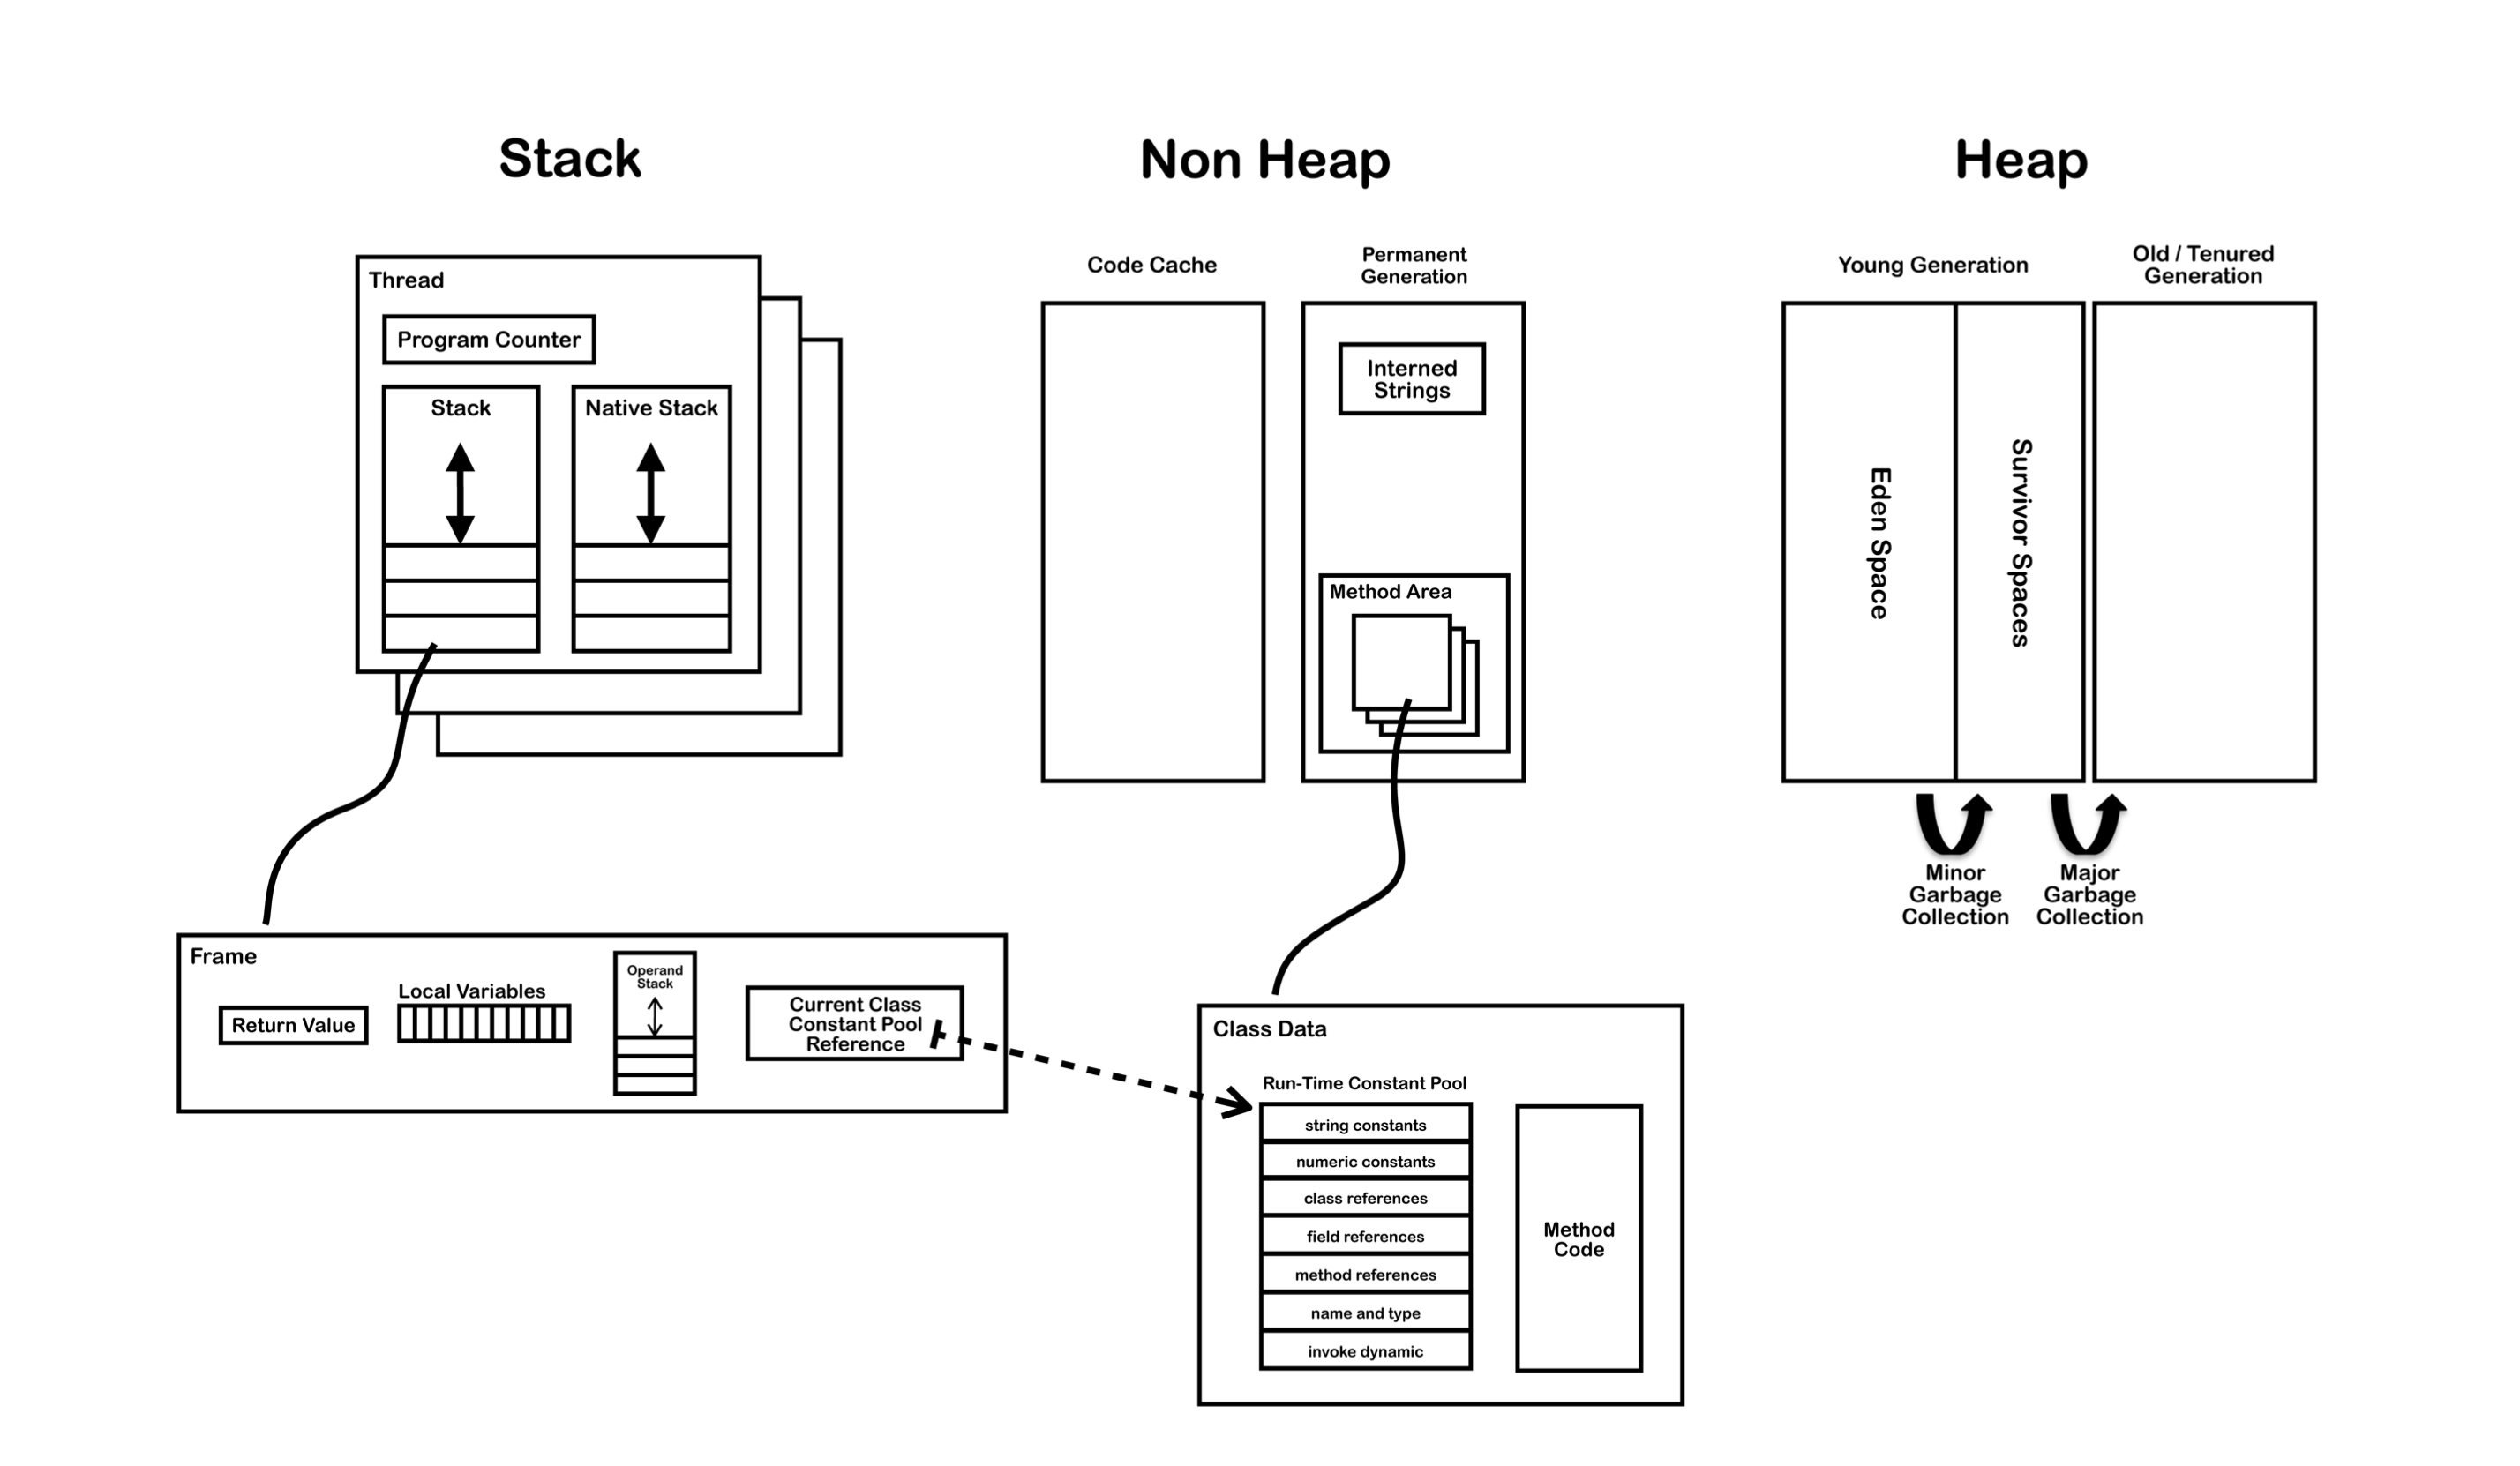 Stack
Non Heap
Heap
Thread
Program Counter
Stack
Native Stack
Code Cache
Permanent
Generation
Interned
Strings
Method Area
Young Generation
Old / Tenured
Generation
Eden Space
Survivor Spaces
Minor
Garbage
Collection
Major
Garbage
Collection
Frame
Return Value
Local Variables
Operand
Stack
Current Class
Constant Pool
Reference
Class Data
Run-Time Constant Pool
string constants
numeric constants
class references
field references
method references
name and type
invoke dynamic
Method
Code